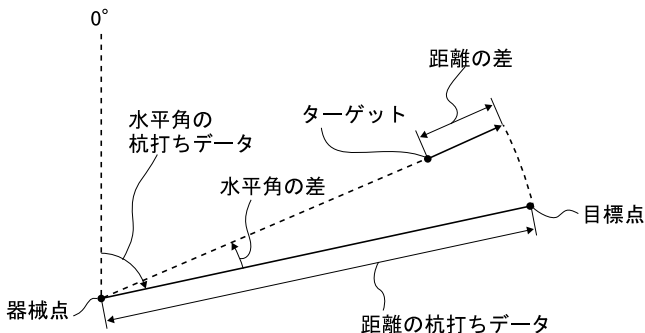 0°
距離の差
ターゲット
水平角の
杭打ちデータ
水平角の差
目標点
器械点
距離の杭打ちデータ